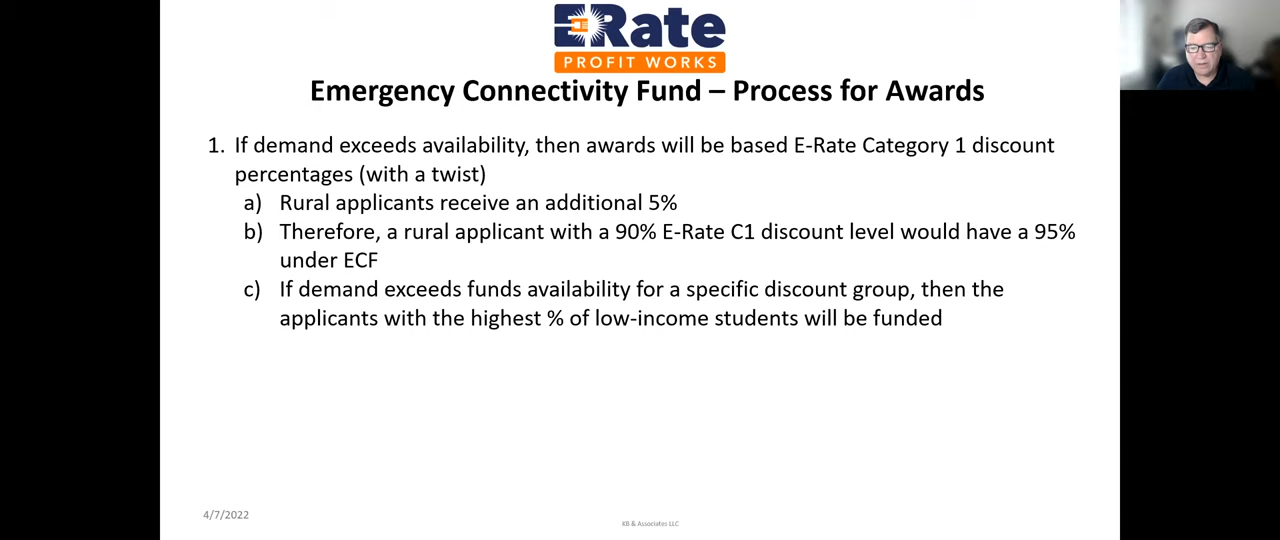 ERate
PROFIT WORKS
Emergency Connectivity Fund – Process for Awards
1. If demand exceeds availability, then awards will be based E-Rate Category 1 discount
percentages (with a twist)
a) Rural applicants receive an additional 5%
b) Therefore, a rural applicant with a 90% E-Rate C1 discount level would have a 95%
under ECF
c) If demand exceeds funds availability for a specific discount group, then the
applicants with the highest % of low-income students will be funded
4/7/2022
KB & Associates LLC